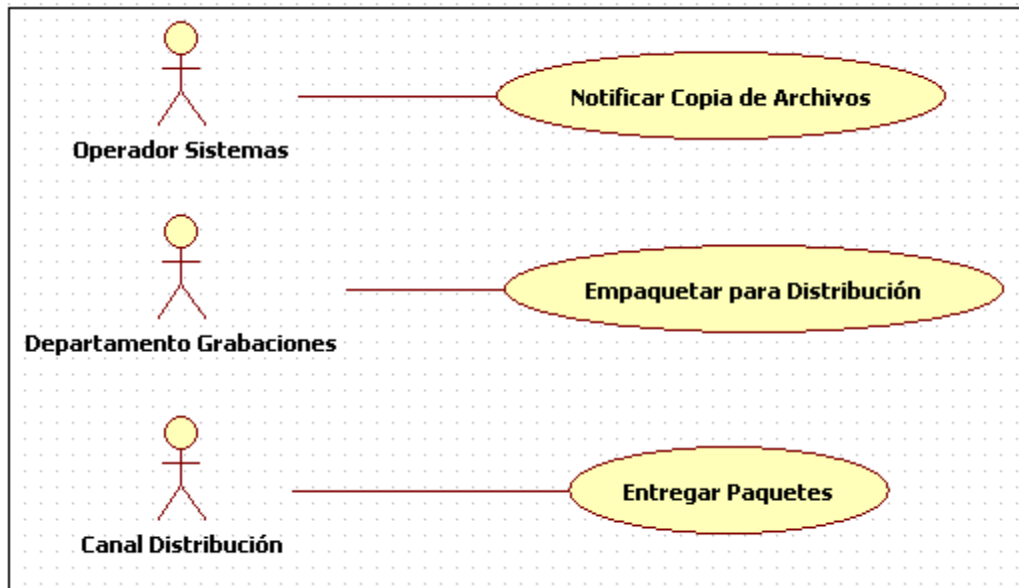 Notificar Copia de Archivos
Operador Sistemas
Empaquetar para Distribución
Departamento Grabaciones
Entregar Paquetes
Canal Distribución